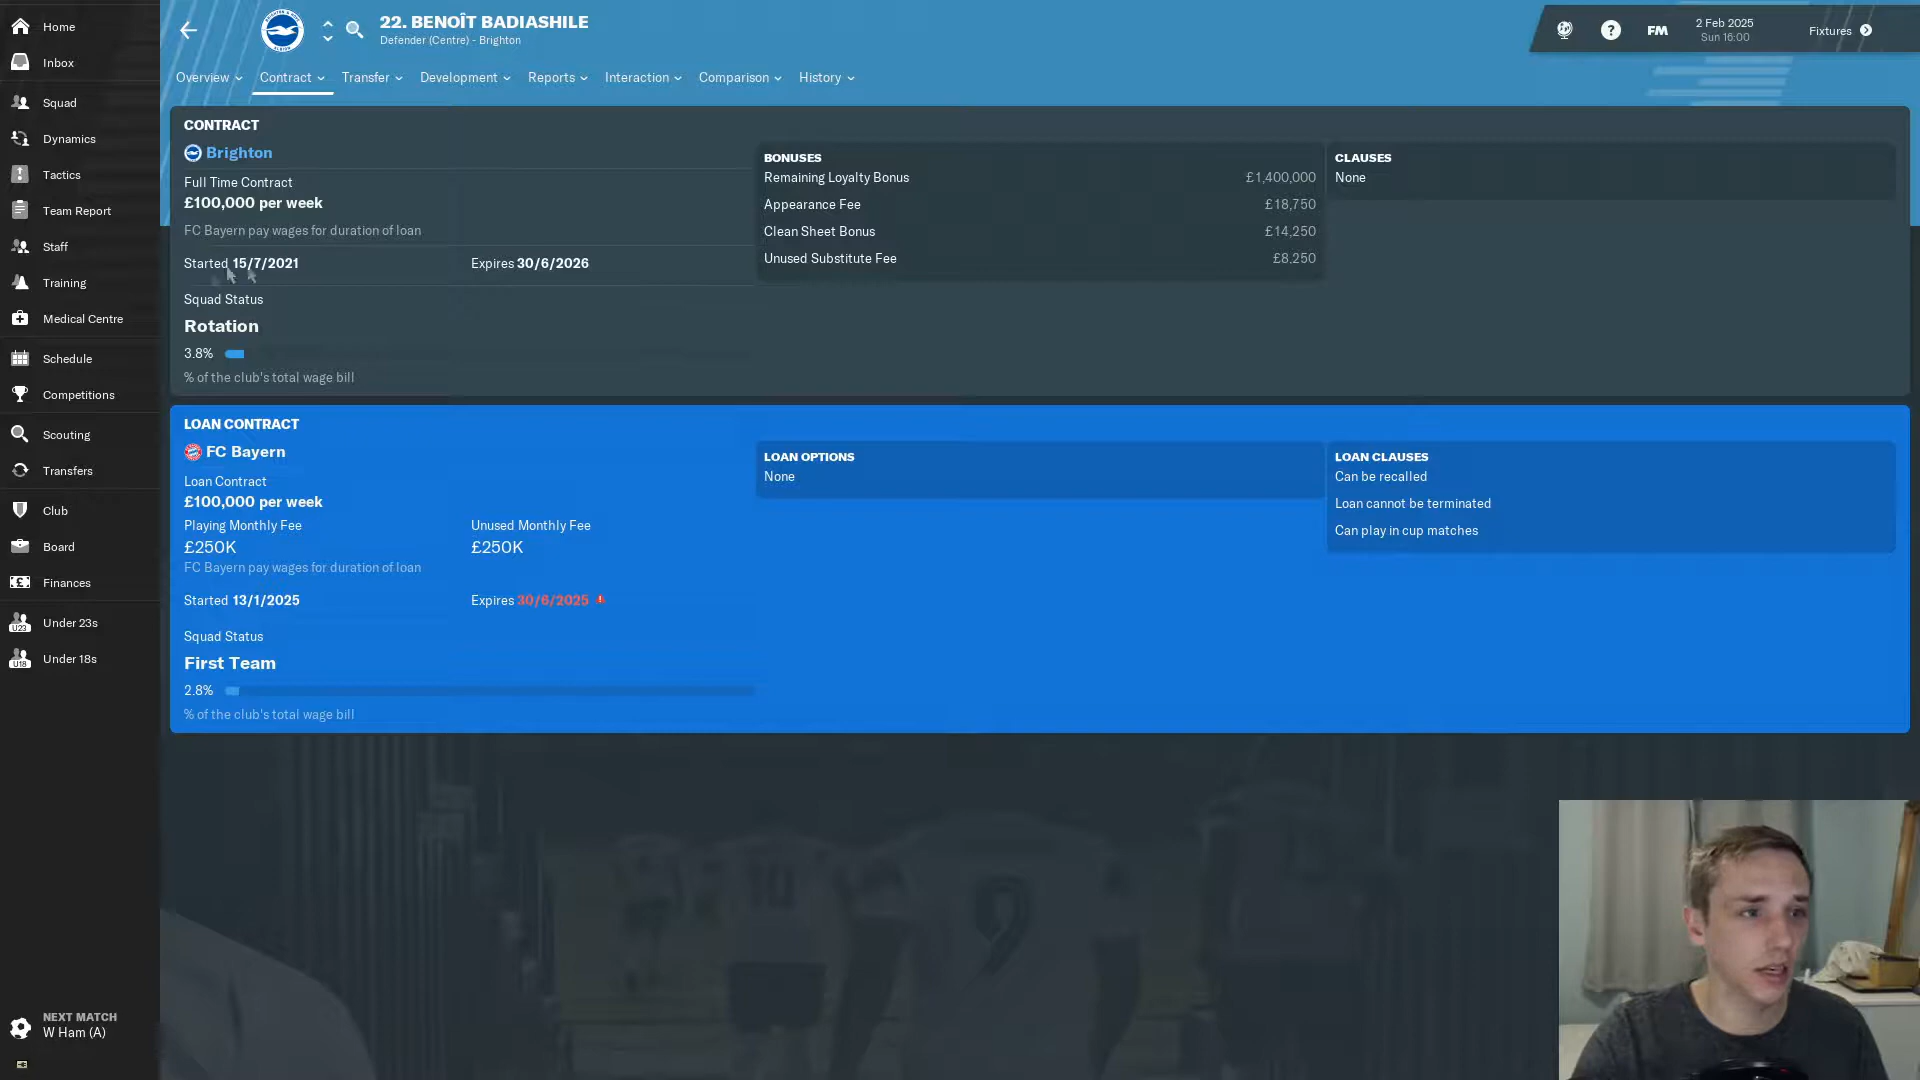 Home
Inbox
Squad
Dynamics
Tactics
Team Report
Staff
Training
Medical Centre
Schedule
Competitions
Scouting
Transfers
Club
Board
Finances
U23
Under 23s
U18
Under 18s
NEXT MATCH
W Ham (A)
22. BENOÎT BADIASHILE
Defender (Centre) - Brighton
?
FM
2 Feb 2025
Sun 16:00
Fixtures
Overview
Contract
Transfer
Development
Reports
Interaction
Comparison
History
CONTRACT
Brighton
Full Time Contract
£100,000 per week
FC Bayern pay wages for duration of loan
Started 15/7/2021
Expires 30/6/2026
Squad Status
Rotation
3.8%
% of the club's total wage bill
BONUSES
Remaining Loyalty Bonus £1,400,000
Appearance Fee £18,750
Clean Sheet Bonus £14,250
Unused Substitute Fee £8,250
CLAUSES
None
LOAN CONTRACT
FC Bayern
Loan Contract
£100,000 per week
Playing Monthly Fee
£250K
Unused Monthly Fee
£250K
FC Bayern pay wages for duration of loan
Started 13/1/2025
Expires 30/6/2025
Squad Status
First Team
2.8%
% of the club's total wage bill
LOAN OPTIONS
None
LOAN CLAUSES
Can be recalled
Loan cannot be terminated
Can play in cup matches